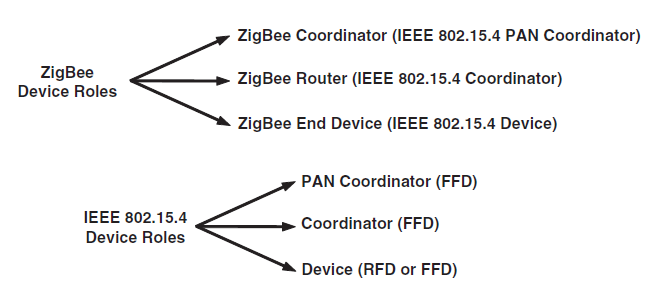 ZigBee Coordinator (IEEE 802.15.4 PAN Coordinator)
ZigBee
Device Roles
ZigBee Router (IEEE 802.15.4 Coordinator)
ZigBee End Device (IEEE 802.15.4 Device)
PAN Coordinator (FFD)
IEEE 802.15.4
Device Roles
Coordinator (FFD)
Device (RFD or FFD)